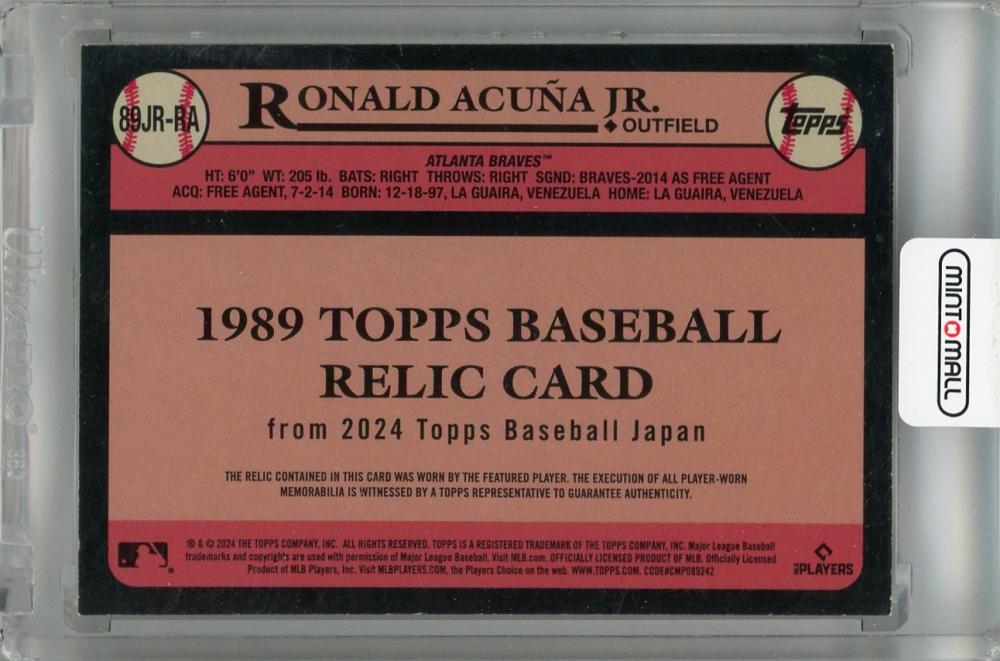 89JR-RA
RONALD ACUÑA JR.
◆ OUTFIELD
Topps
ATLANTA BRAVES™
HT: 6'0" WT: 205 lb. BATS: RIGHT THROWS: RIGHT SGND: BRAVES-2014 AS FREE AGENT
ACQ: FREE AGENT, 7-2-14 BORN: 12-18-97, LA GUAIRA, VENEZUELA HOME: LA GUAIRA, VENEZUELA
1989 TOPPS BASEBALL
RELIC CARD
from 2024 Topps Baseball Japan
THE RELIC CONTAINED IN THIS CARD WAS WORN BY THE FEATURED PLAYER. THE EXECUTION OF ALL PLAYER-WORN
MEMORABILIA IS WITNESSED BY A TOPPS REPRESENTATIVE TO GUARANTEE AUTHENTICITY.
® & © 2024 THE TOPPS COMPANY, INC. ALL RIGHTS RESERVED. TOPPS IS A REGISTERED TRADEMARK OF THE TOPPS COMPANY, INC. Major League Baseball
trademarks and copyrights are used with permission of Major League Baseball. Visit MLB.com. OFFICIALLY LICENSED PRODUCT OF MLB. Officially Licensed
Product of MLB Players, Inc. Visit MLBPLAYERS.COM, the Players Choice on the web. WWW.TOPPS.COM. CODE#CMP089242
PLAYERS
MINT MALL